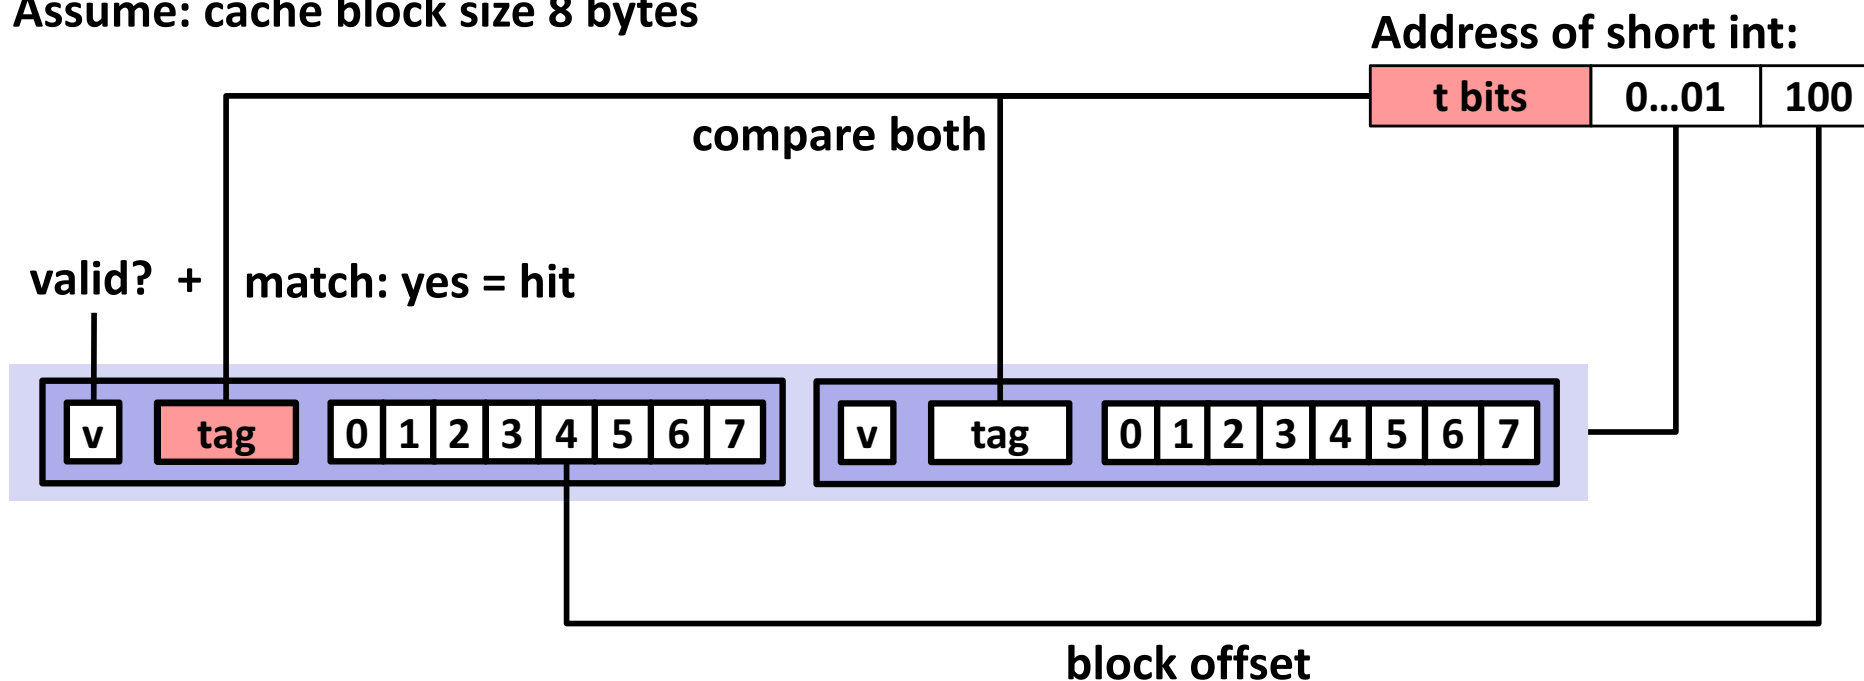 Assume: cache block size 8 bytes
Address of short int:
t bits 0...01 100
compare both
valid? + match: yes = hit
v tag 0 1 2 3 4 5 6 7 v tag 0 1 2 3 4 5 6 7
block offset